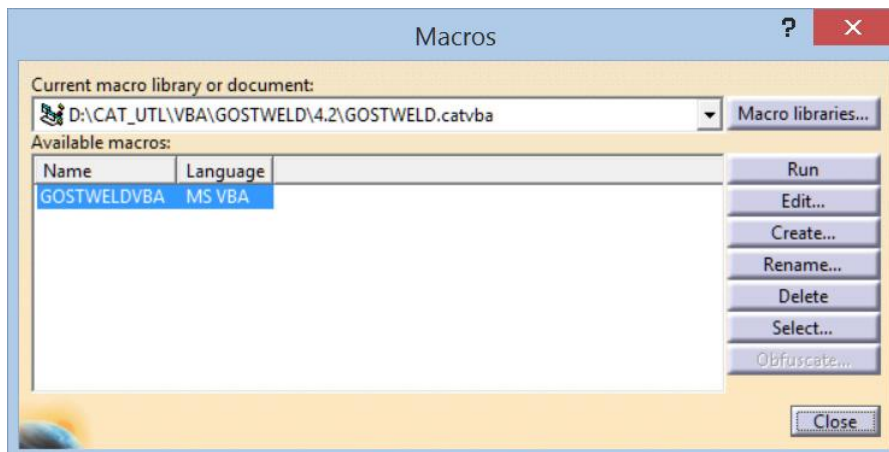 Macros
?
Current macro library or document:
D:\CAT_UTL\VBA\GOSTWELD\4.2\GOSTWELD.catvba
Macro libraries...
Available macros:
Name Language
GOSTWELDVBA MS VBA
Run
Edit...
Create...
Rename...
Delete
Select...
Obfuscate...
Close